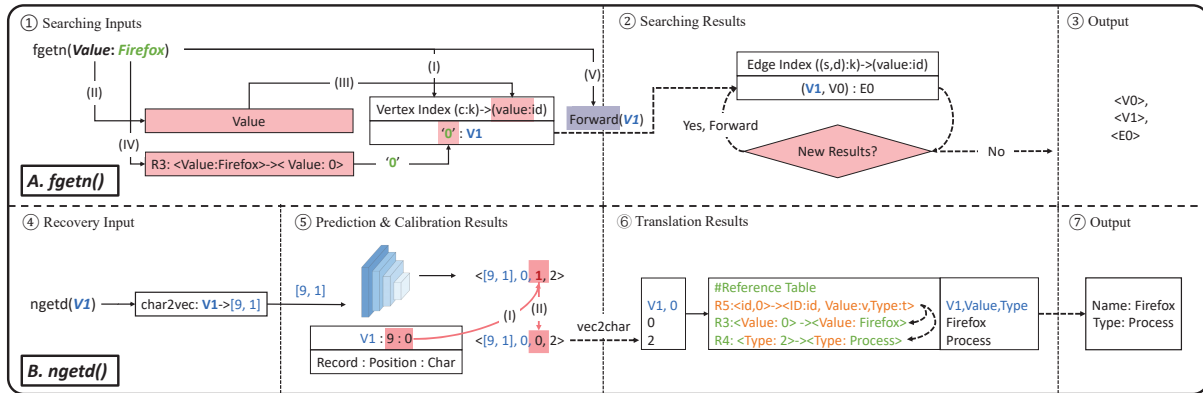 ① Searching Inputs
fgetn(Value: Firefox)
(I)
(II)
(III)
(IV)
(V)
Value
Vertex Index (c:k)->(value:id)
'0' : V1
R3: <Value:Firefox>-><Value: 0>
'0'
Forward(V1)
A. fgetn()
② Searching Results
Edge Index ((s,d):k)->(value:id)
(V1, V0) : E0
Yes, Forward
New Results?
No
③ Output
<V0>,
<V1>,
<E0>
④ Recovery Input
ngetd(V1)
char2vec: V1->[9, 1]
[9, 1]
B. ngetd()
⑤ Prediction & Calibration Results
<[9, 1], 0, 1, 2>
(I)
(II)
V1 : 9 : 0
Record : Position : Char
<[9, 1], 0, 0, 2>
vec2char
⑥ Translation Results
V1, 0
0
2
#Reference Table
R5:<id,0>-><ID:id, Value:v,Type:t>
R3:<Value: 0> -><Value: Firefox>
R4: <Type: 2>-><Type: Process>
V1,Value,Type
Firefox
Process
⑦ Output
Name: Firefox
Type: Process